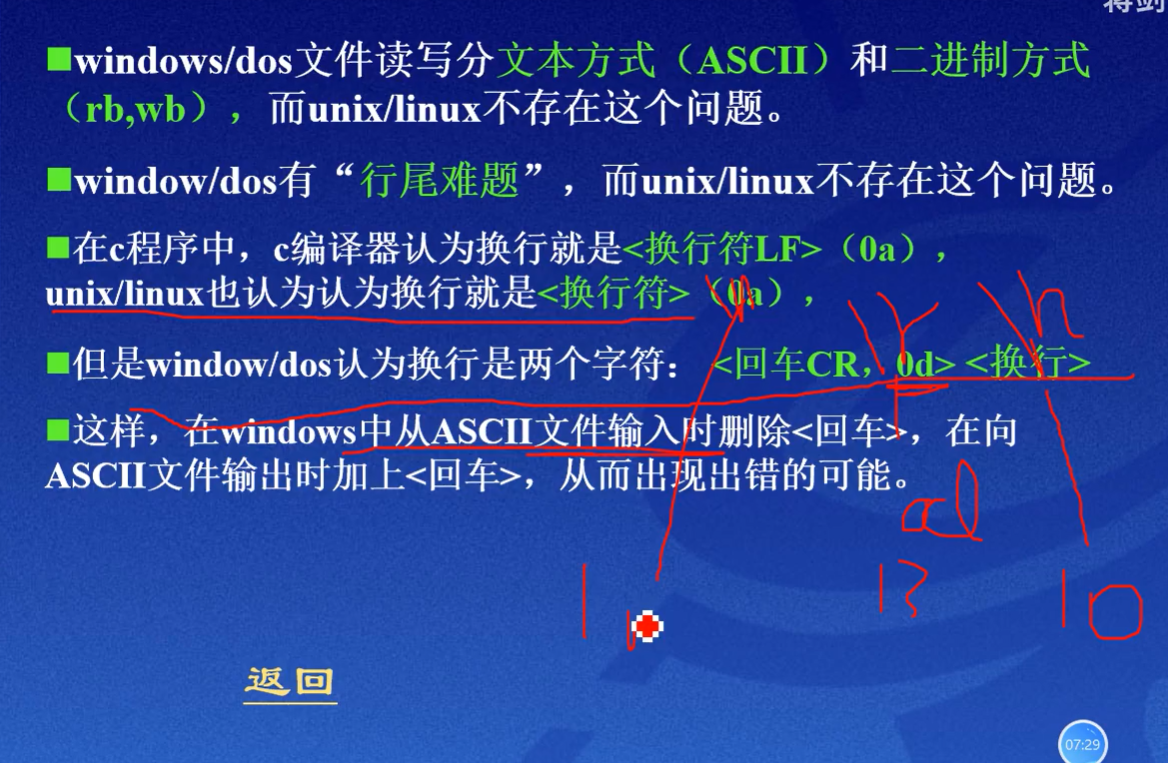 ■windows/dos文件读写分文本方式（ASCII）和二进制方式
（rb,wb），而unix/linux不存在这个问题。
■window/dos有“行尾难题”，而unix/linux不存在这个问题。
■在c程序中，c编译器认为换行就是<换行符LF>（0a），
unix/linux也认为认为换行就是<换行符>（0a），
■但是window/dos认为换行是两个字符：<回车CR，0d> <换行>
■这样，在windows中从ASCII文件输入时删除<回车>，在向
ASCII文件输出时加上<回车>，从而出现出错的可能。
\r
\n
13
10
返回
07:29